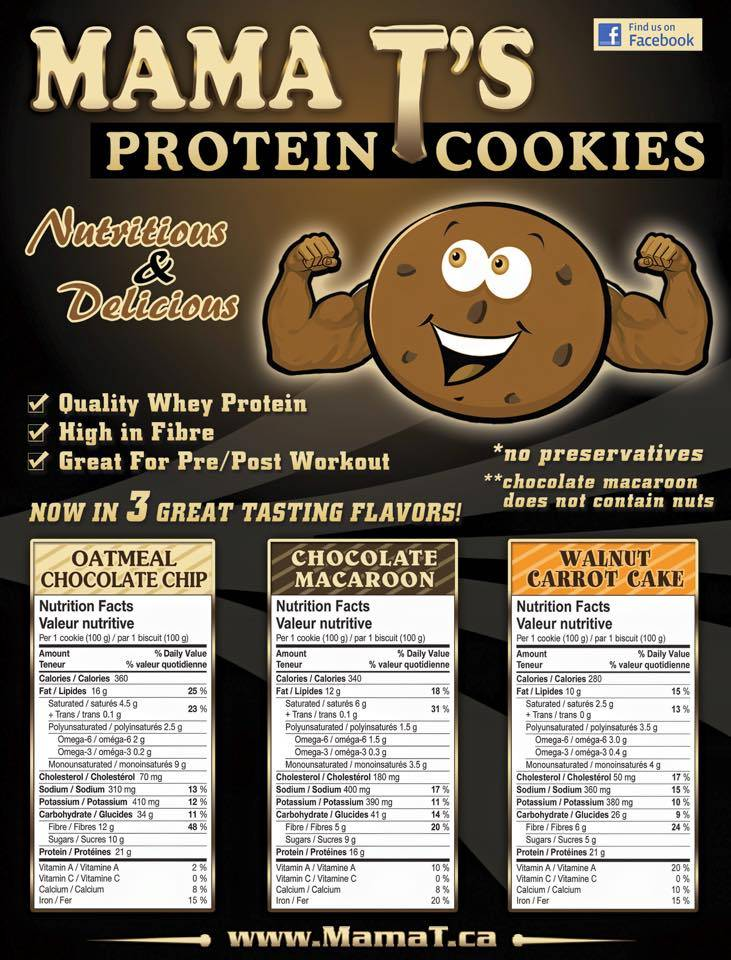 MAMA T'S
Find us on
Facebook
PROTEIN COOKIES
Nutritious
&
Delicious
Quality Whey Protein
High in Fibre
Great For Pre/Post Workout
*no preservatives
**chocolate macaroon
does not contain nuts
NOW IN 3 GREAT TASTING FLAVORS!
OATMEAL
CHOCOLATE CHIP
Nutrition Facts
Valeur nutritive
Per 1 cookie (100 g) / par 1 biscuit (100 g)
Amount % Daily Value
Teneur % valeur quotidienne
Calories / Calories 360
Fat / Lipides 16 g 25 %
Saturated / saturés 4.5 g
+ Trans / trans 0.1 g 23 %
Polyunsaturated / polyinsaturés 2.5 g
Omega-6 / oméga-6 2 g
Omega-3 / oméga-3 0.2 g
Monounsaturated / monoinsaturés 9 g
Cholesterol / Cholestérol 70 mg
Sodium / Sodium 310 mg 13 %
Potassium / Potassium 410 mg 12 %
Carbohydrate / Glucides 34 g 11 %
Fibre / Fibres 12 g 48 %
Sugars / Sucres 10 g
Protein / Protéines 21 g
Vitamin A / Vitamine A 2 %
Vitamin C / Vitamine C 0 %
Calcium / Calcium 8 %
Iron / Fer 15 %
CHOCOLATE
MACAROON
Nutrition Facts
Valeur nutritive
Per 1 cookie (100 g) / par 1 biscuit (100 g)
Amount % Daily Value
Teneur % valeur quotidienne
Calories / Calories 340
Fat / Lipides 12 g 18 %
Saturated / saturés 6 g
+ Trans / trans 0.1 g 31 %
Polyunsaturated / polyinsaturés 1.5 g
Omega-6 / oméga-6 1.5 g
Omega-3 / oméga-3 0.3 g
Monounsaturated / monoinsaturés 3.5 g
Cholesterol / Cholestérol 180 mg
Sodium / Sodium 400 mg 17 %
Potassium / Potassium 390 mg 11 %
Carbohydrate / Glucides 41 g 14 %
Fibre / Fibres 5 g 20 %
Sugars / Sucres 9 g
Protein / Protéines 16 g
Vitamin A / Vitamine A 10 %
Vitamin C / Vitamine C 0 %
Calcium / Calcium 8 %
Iron / Fer 20 %
WALNUT
CARROT CAKE
Nutrition Facts
Valeur nutritive
Per 1 cookie (100 g) / par 1 biscuit (100 g)
Amount % Daily Value
Teneur % valeur quotidienne
Calories / Calories 280
Fat / Lipides 10 g 15 %
Saturated / saturés 2.5 g
+ Trans / trans 0 g 13 %
Polyunsaturated / polyinsaturés 3.5 g
Omega-6 / oméga-6 3.0 g
Omega-3 / oméga-3 0.4 g
Monounsaturated / monoinsaturés 4 g
Cholesterol / Cholestérol 50 mg 17 %
Sodium / Sodium 360 mg 15 %
Potassium / Potassium 380 mg 10 %
Carbohydrate / Glucides 26 g 9 %
Fibre / Fibres 6 g 24 %
Sugars / Sucres 5 g
Protein / Protéines 21 g
Vitamin A / Vitamine A 20 %
Vitamin C / Vitamine C 0 %
Calcium / Calcium 10 %
Iron / Fer 15 %
www.MamaT.ca